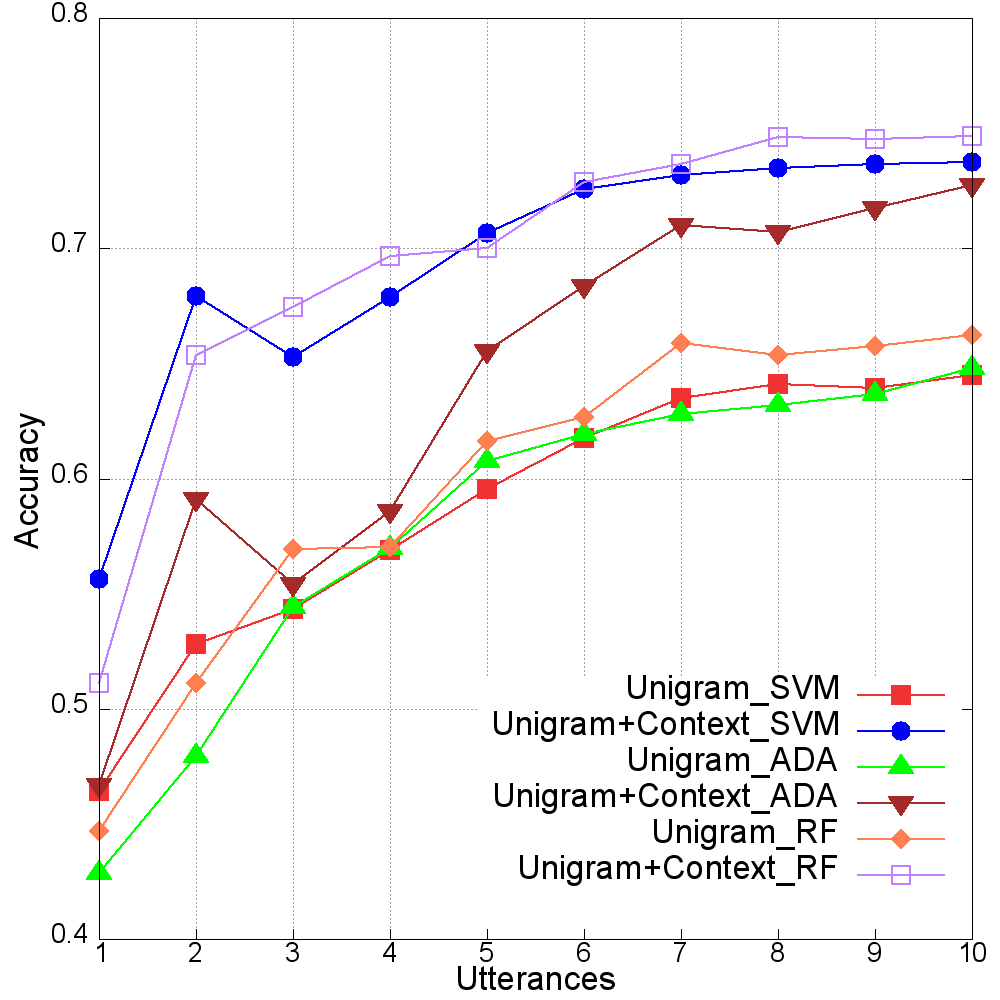 0.8
0.7
0.6
0.5
0.4
Accuracy
Unigram_SVM
Unigram+Context_SVM
Unigram_ADA
Unigram+Context_ADA
Unigram_RF
Unigram+Context_RF
1 2 3 4 5 6 7 8 9 10
Utterances